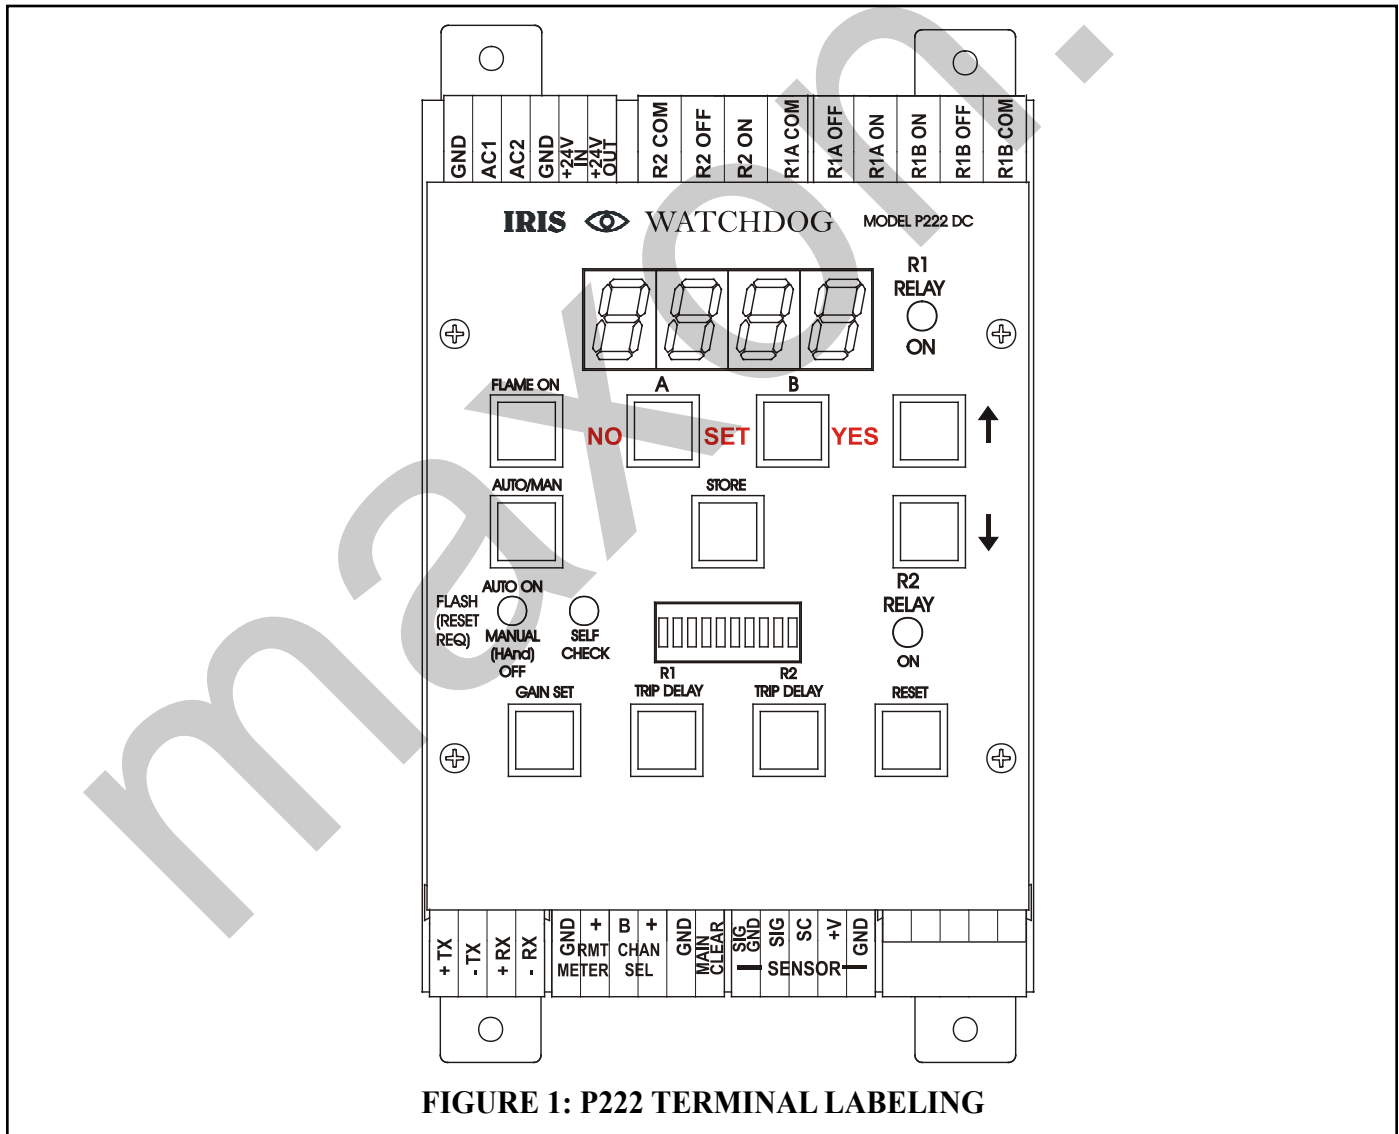 GND
AC1
AC2
GND
+24V
IN
+24V
OUT
R2 COM
R2 OFF
R2 ON
R1A COM
R1A OFF
R1A ON
R1B ON
R1B OFF
R1B COM
IRIS WATCHDOG MODEL P222 DC
R1
RELAY
ON
FLAME ON
A
B
NO
SET
YES
AUTO/MAN
STORE
FLASH
(RESET
REQ)
AUTO ON
MANUAL
(HAnd)
OFF
SELF
CHECK
R2
RELAY
ON
GAIN SET
R1
TRIP DELAY
R2
TRIP DELAY
RESET
+ TX
- TX
+ RX
- RX
GND
+
RMT
METER
B
+
CHAN
SEL
GND
MAIN
CLEAR
SIG
GND
SIG
SC
+V
GND
SENSOR
FIGURE 1: P222 TERMINAL LABELING
maxon.